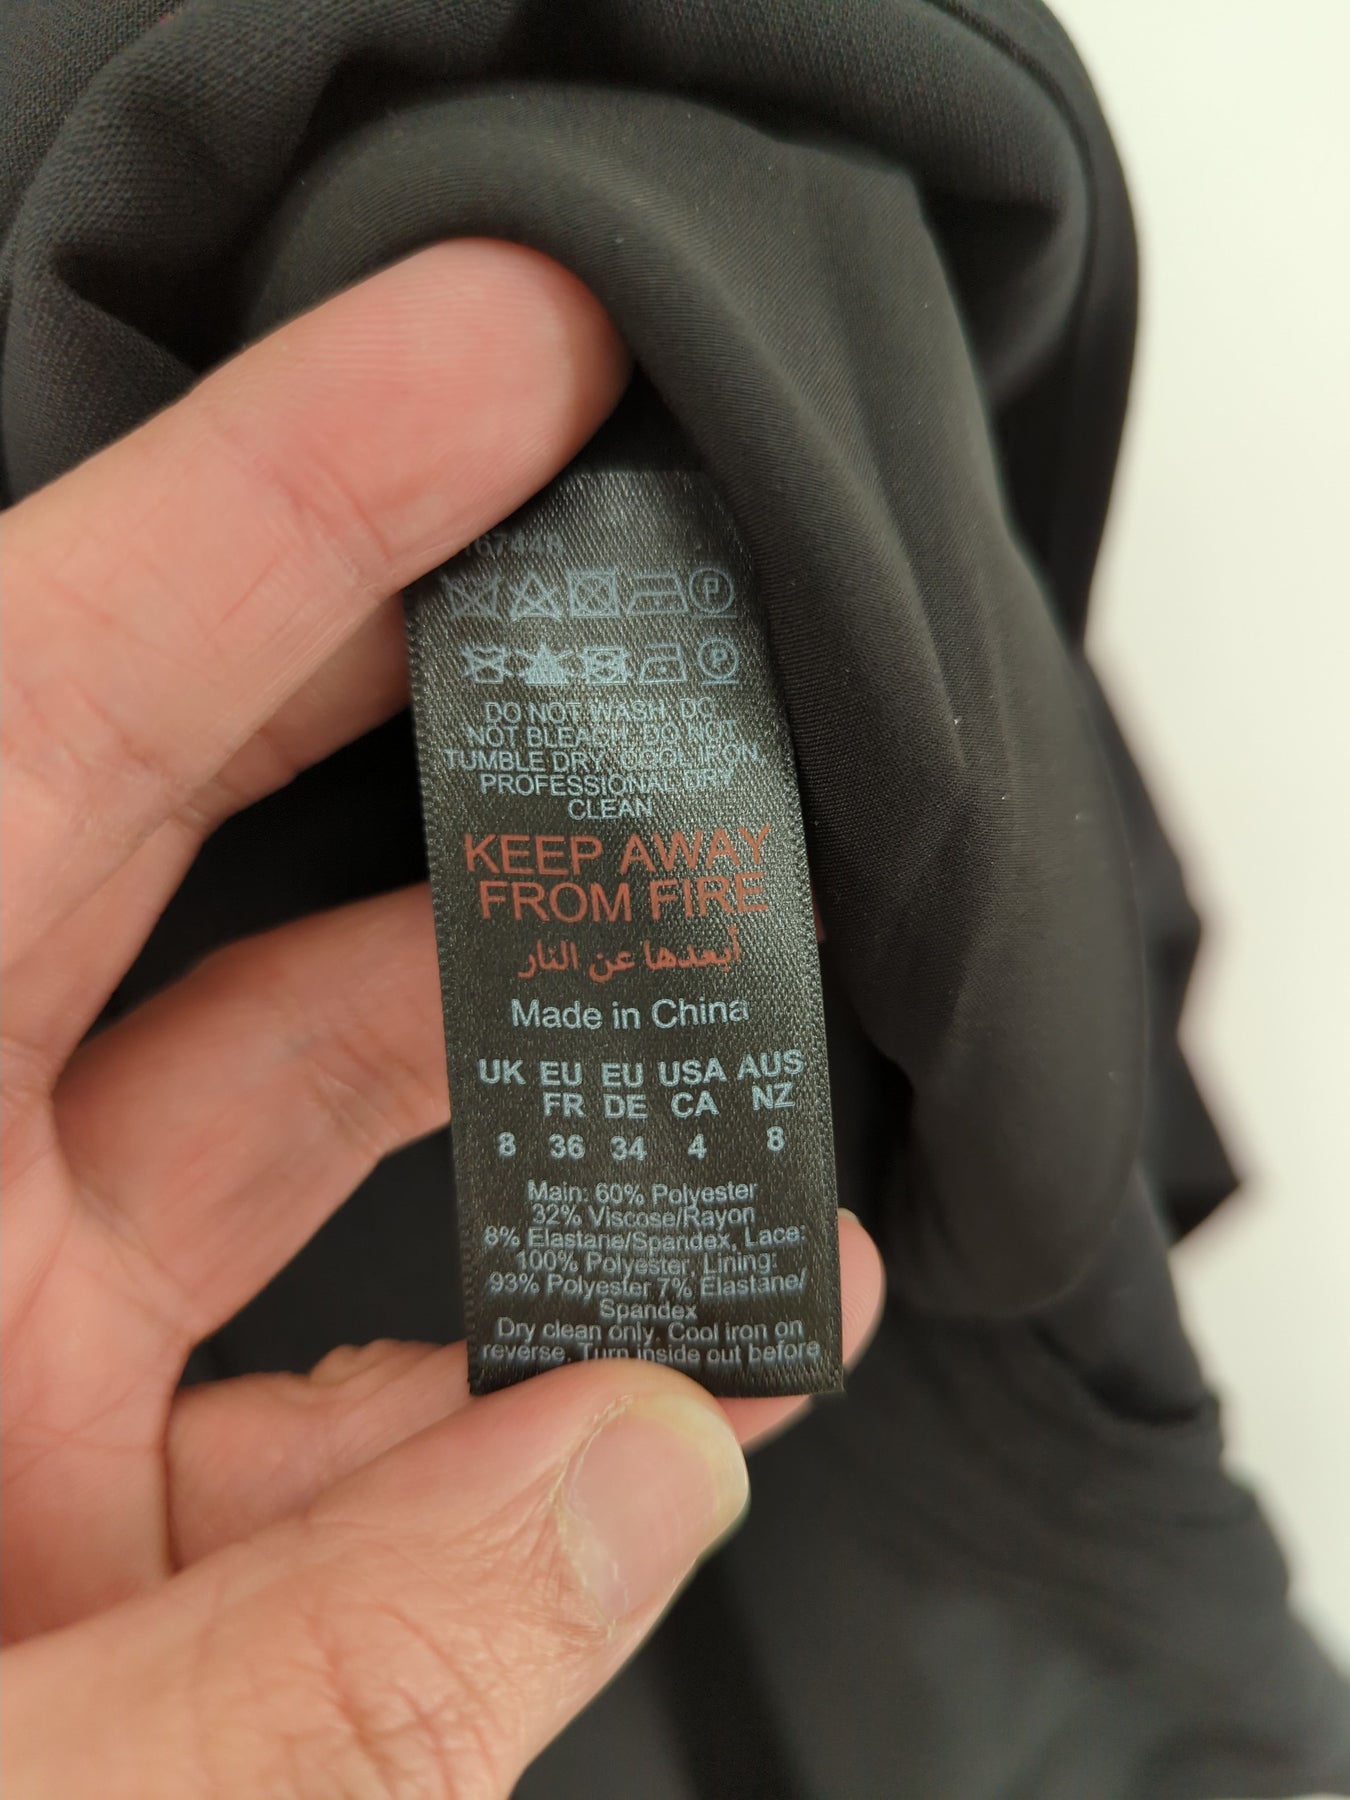 67448
P
P
DO NOT WASH, DO
NOT BLEACH, DO NOT
TUMBLE DRY, COOL IRON,
PROFESSIONAL DRY
CLEAN
KEEP AWAY
FROM FIRE
أبعدها عن النار
Made in China
UK EU EU USA AUS
FR DE CA NZ
8 36 34 4 8
Main: 60% Polyester
32% Viscose/Rayon
8% Elastane/Spandex, Lace:
100% Polyester, Lining:
93% Polyester 7% Elastane/
Spandex
Dry clean only. Cool iron on
reverse. Turn inside out before